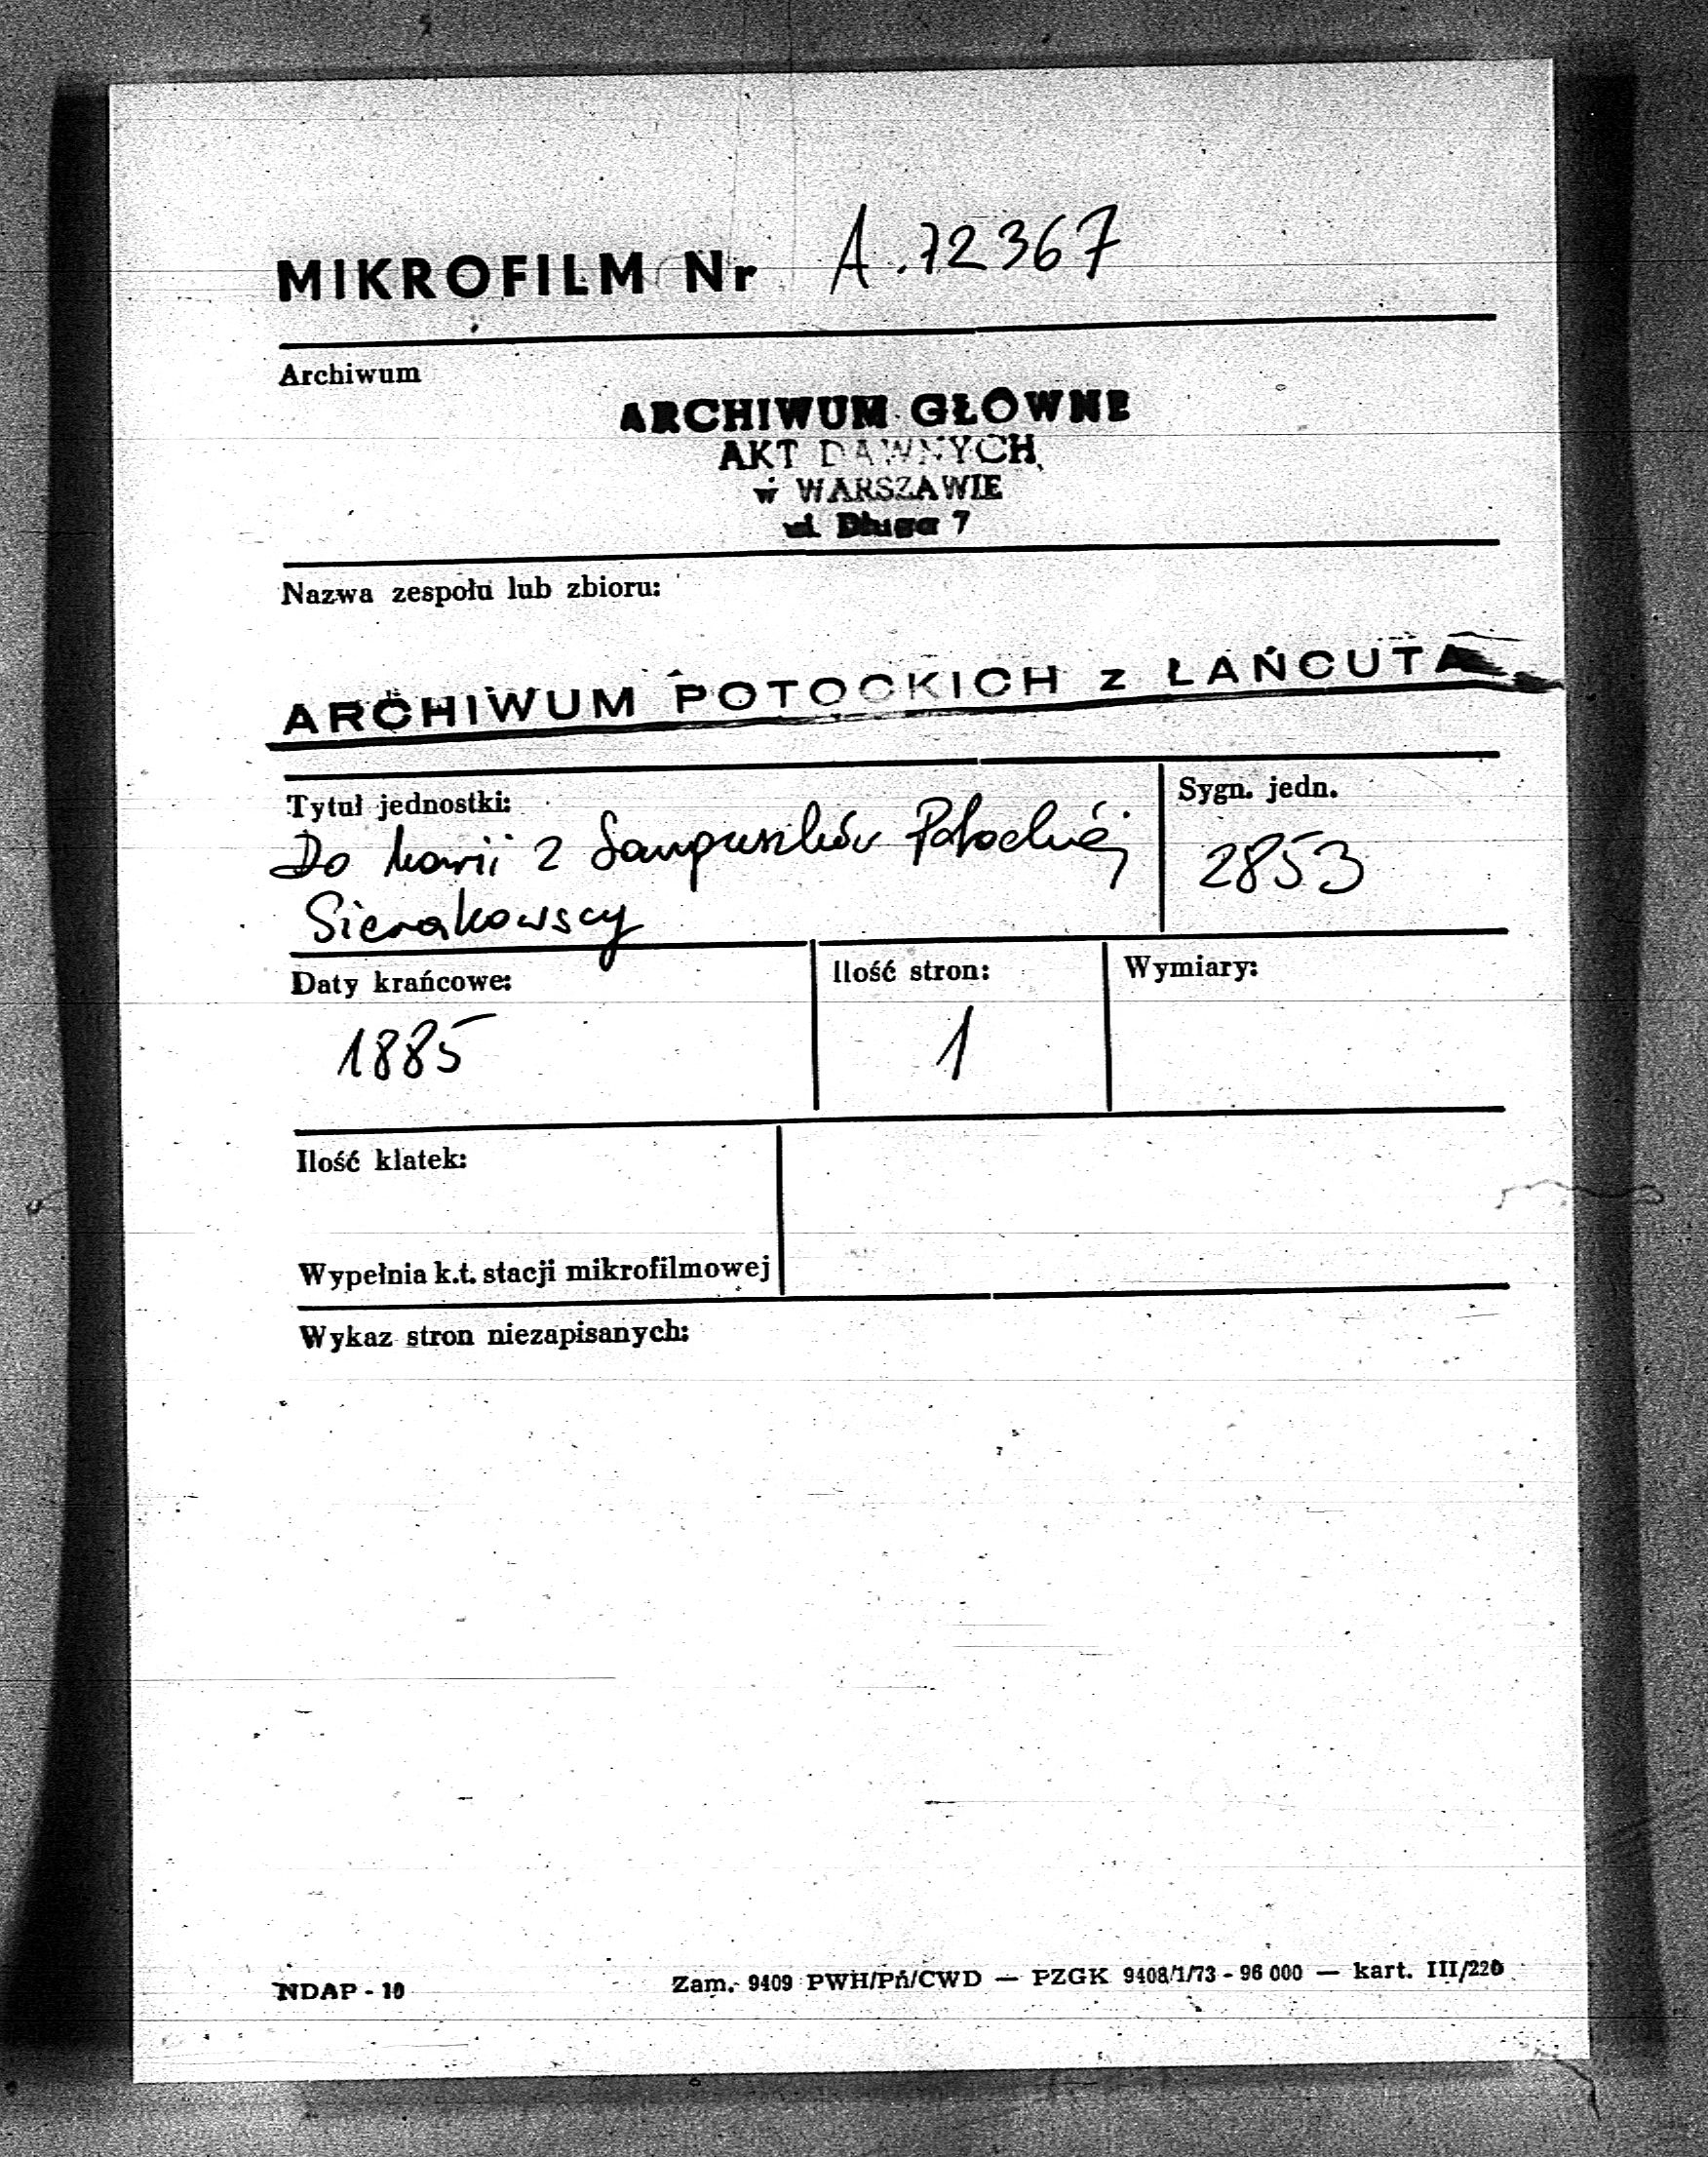 MIKROFILM Nr A. 72367
Archiwum
ARCHIWUM GŁÓWNE
AKT DAWNYCH
w WARSZAWIE
ul. Długa 7
Nazwa zespołu lub zbioru:
ARCHIWUM POTOCKICH z ŁAŃCUTA
Tytuł jednostki:
Do Marii z Sanguszków Potockiej
Sierakowscy
Sygn. jedn.
2853
Daty krańcowe:
1885
Ilość stron:
1
Wymiary:
Ilość klatek:
Wypełnia k.t. stacji mikrofilmowej
Wykaz stron niezapisanych:
NDAP - 10
Zam. 9409 PWH/Pń/CWD — PZGK 9408/1/73 - 96 000 — kart. III/220